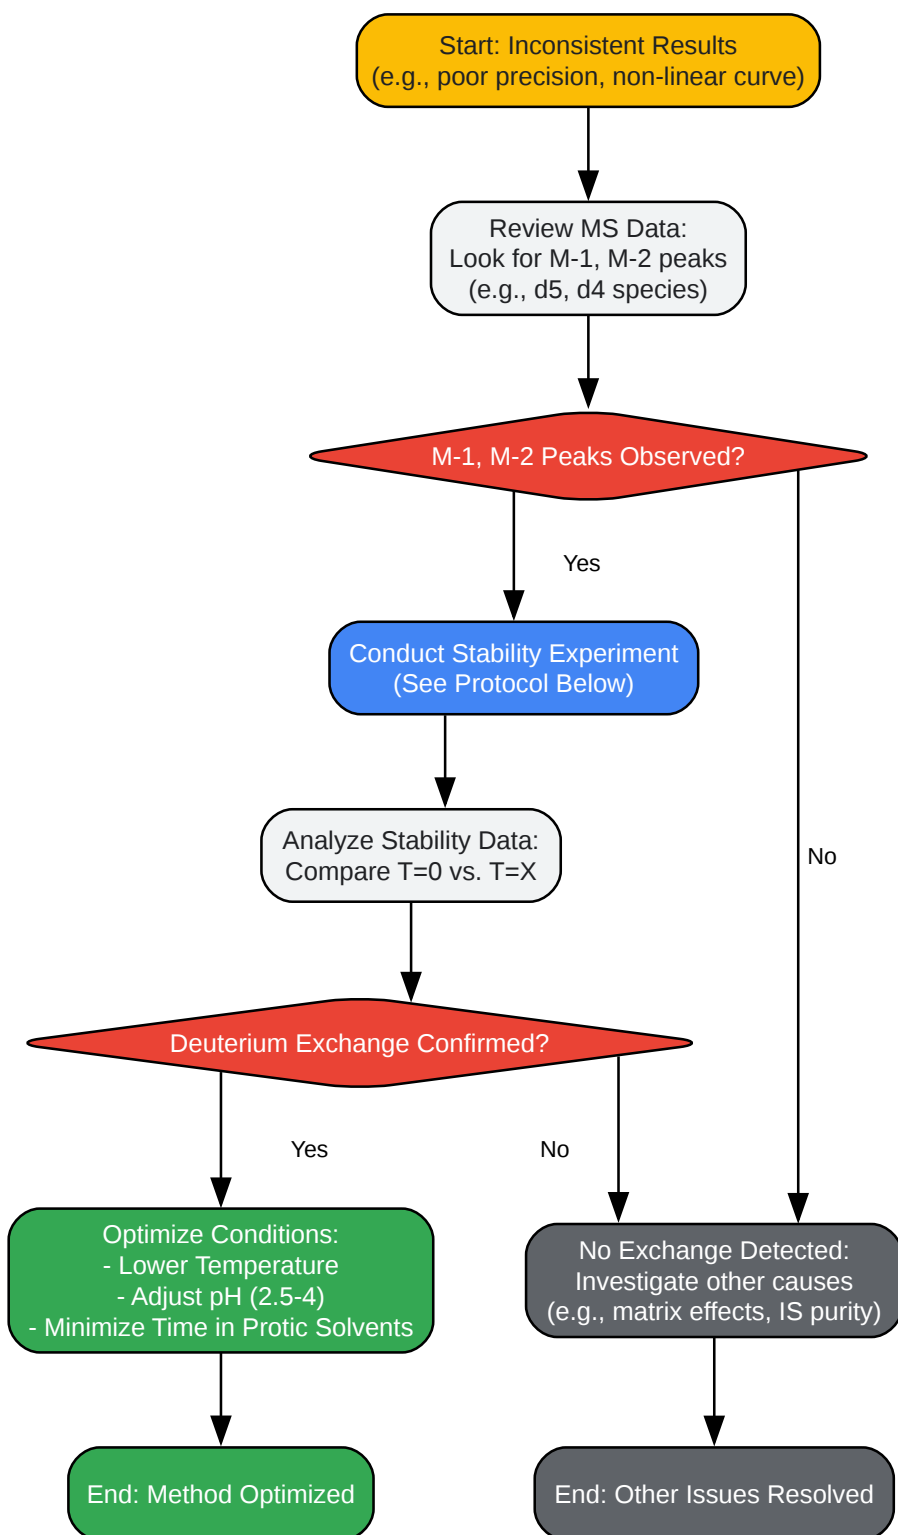 Start: Inconsistent Results
(e.g., poor precision, non-linear curve)
Review MS Data:
Look for M-1, M-2 peaks
(e.g., d5, d4 species)
M-1, M-2 Peaks Observed?
Yes
Conduct Stability Experiment
(See Protocol Below)
No
Analyze Stability Data:
Compare T=0 vs. T=X
Deuterium Exchange Confirmed?
Yes
No
Optimize Conditions:
- Lower Temperature
- Adjust pH (2.5-4)
- Minimize Time in Protic Solvents
No Exchange Detected:
Investigate other causes
(e.g., matrix effects, IS purity)
End: Method Optimized
End: Other Issues Resolved